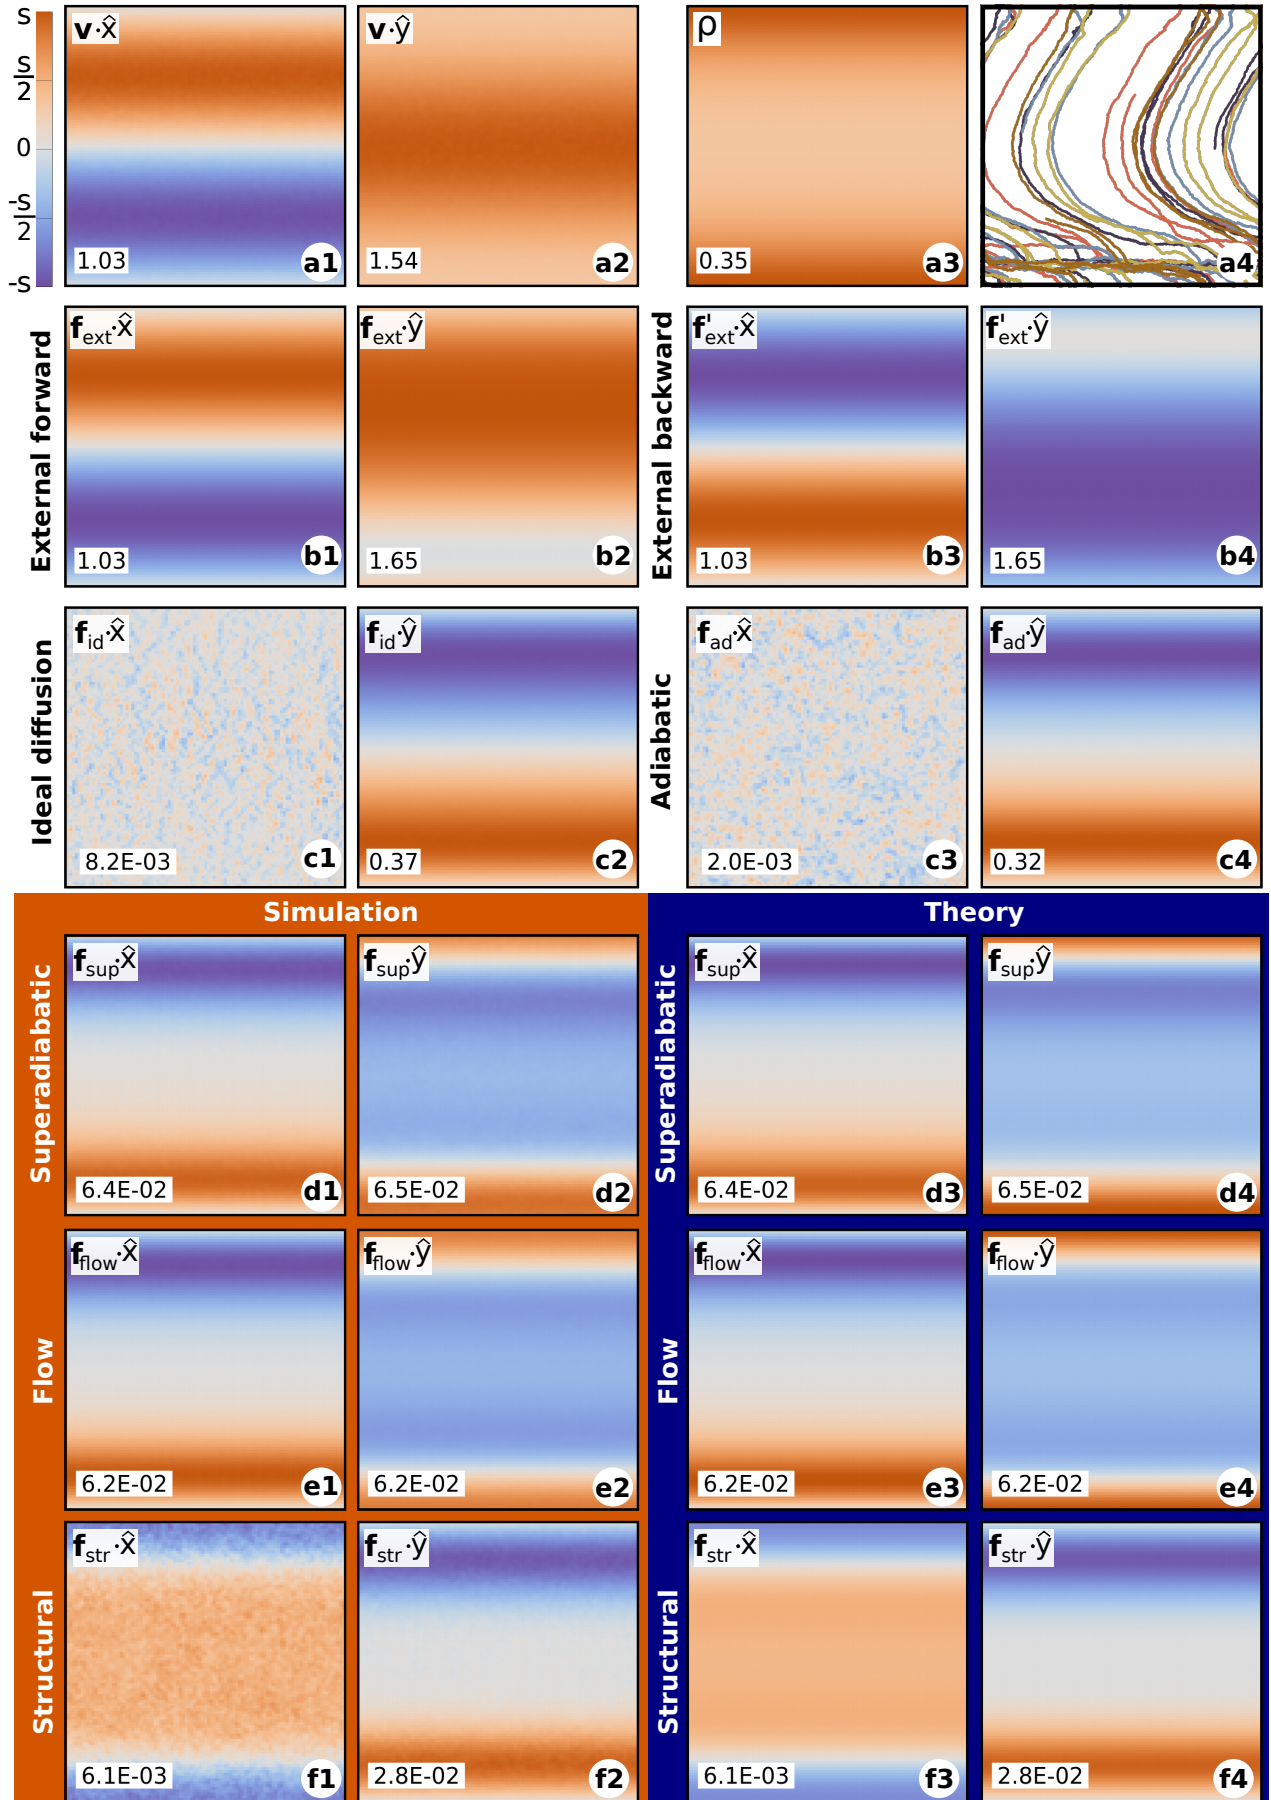 S
S/2
0
-S/2
-S
v·x̂
1.03
a1
v·ŷ
1.54
a2
ρ
0.35
a3
a4
External forward
f_ext·x̂
1.03
b1
f_ext·ŷ
1.65
b2
External backward
f'_ext·x̂
1.03
b3
f'_ext·ŷ
1.65
b4
Ideal diffusion
f_id·x̂
8.2E-03
c1
f_id·ŷ
0.37
c2
Adiabatic
f_ad·x̂
2.0E-03
c3
f_ad·ŷ
0.32
c4
Simulation
Theory
Superadiabatic
f_sup·x̂
6.4E-02
d1
f_sup·ŷ
6.5E-02
d2
Superadiabatic
f_sup·x̂
6.4E-02
d3
f_sup·ŷ
6.5E-02
d4
Flow
f_flow·x̂
6.2E-02
e1
f_flow·ŷ
6.2E-02
e2
Flow
f_flow·x̂
6.2E-02
e3
f_flow·ŷ
6.2E-02
e4
Structural
f_str·x̂
6.1E-03
f1
f_str·ŷ
2.8E-02
f2
Structural
f_str·x̂
6.1E-03
f3
f_str·ŷ
2.8E-02
f4